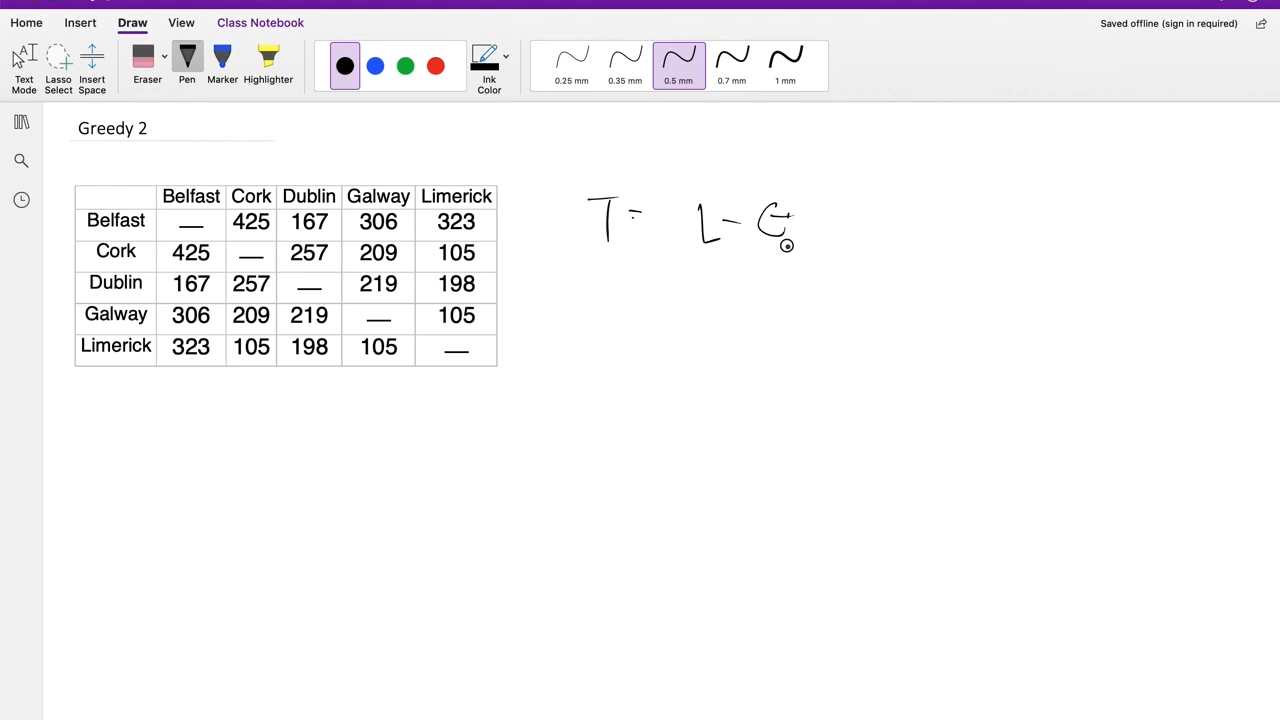 Home Insert Draw View Class Notebook Saved offline (sign in required)
Text Mode Lasso Select Insert Space Eraser Pen Marker Highlighter Ink Color 0.25 mm 0.35 mm 0.5 mm 0.7 mm 1 mm
Greedy 2
Belfast Cork Dublin Galway Limerick
Belfast — 425 167 306 323
Cork 425 — 257 209 105
Dublin 167 257 — 219 198
Galway 306 209 219 — 105
Limerick 323 105 198 105 —
T = L - G